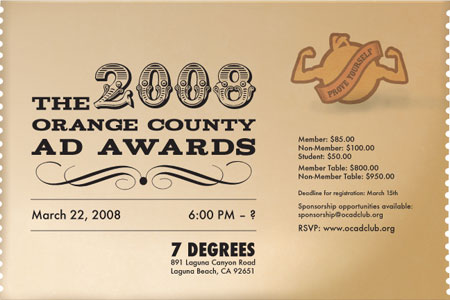 THE 2008
ORANGE COUNTY
AD AWARDS
March 22, 2008 6:00 PM – ?
7 DEGREES
891 Laguna Canyon Road
Laguna Beach, CA 92651
PROVE YOURSELF
Member: $85.00
Non-Member: $100.00
Student: $50.00
Member Table: $800.00
Non-Member Table: $950.00
Deadline for registration: March 15th
Sponsorship opportunities available:
sponsorship@ocadclub.org
RSVP: www.ocadclub.org